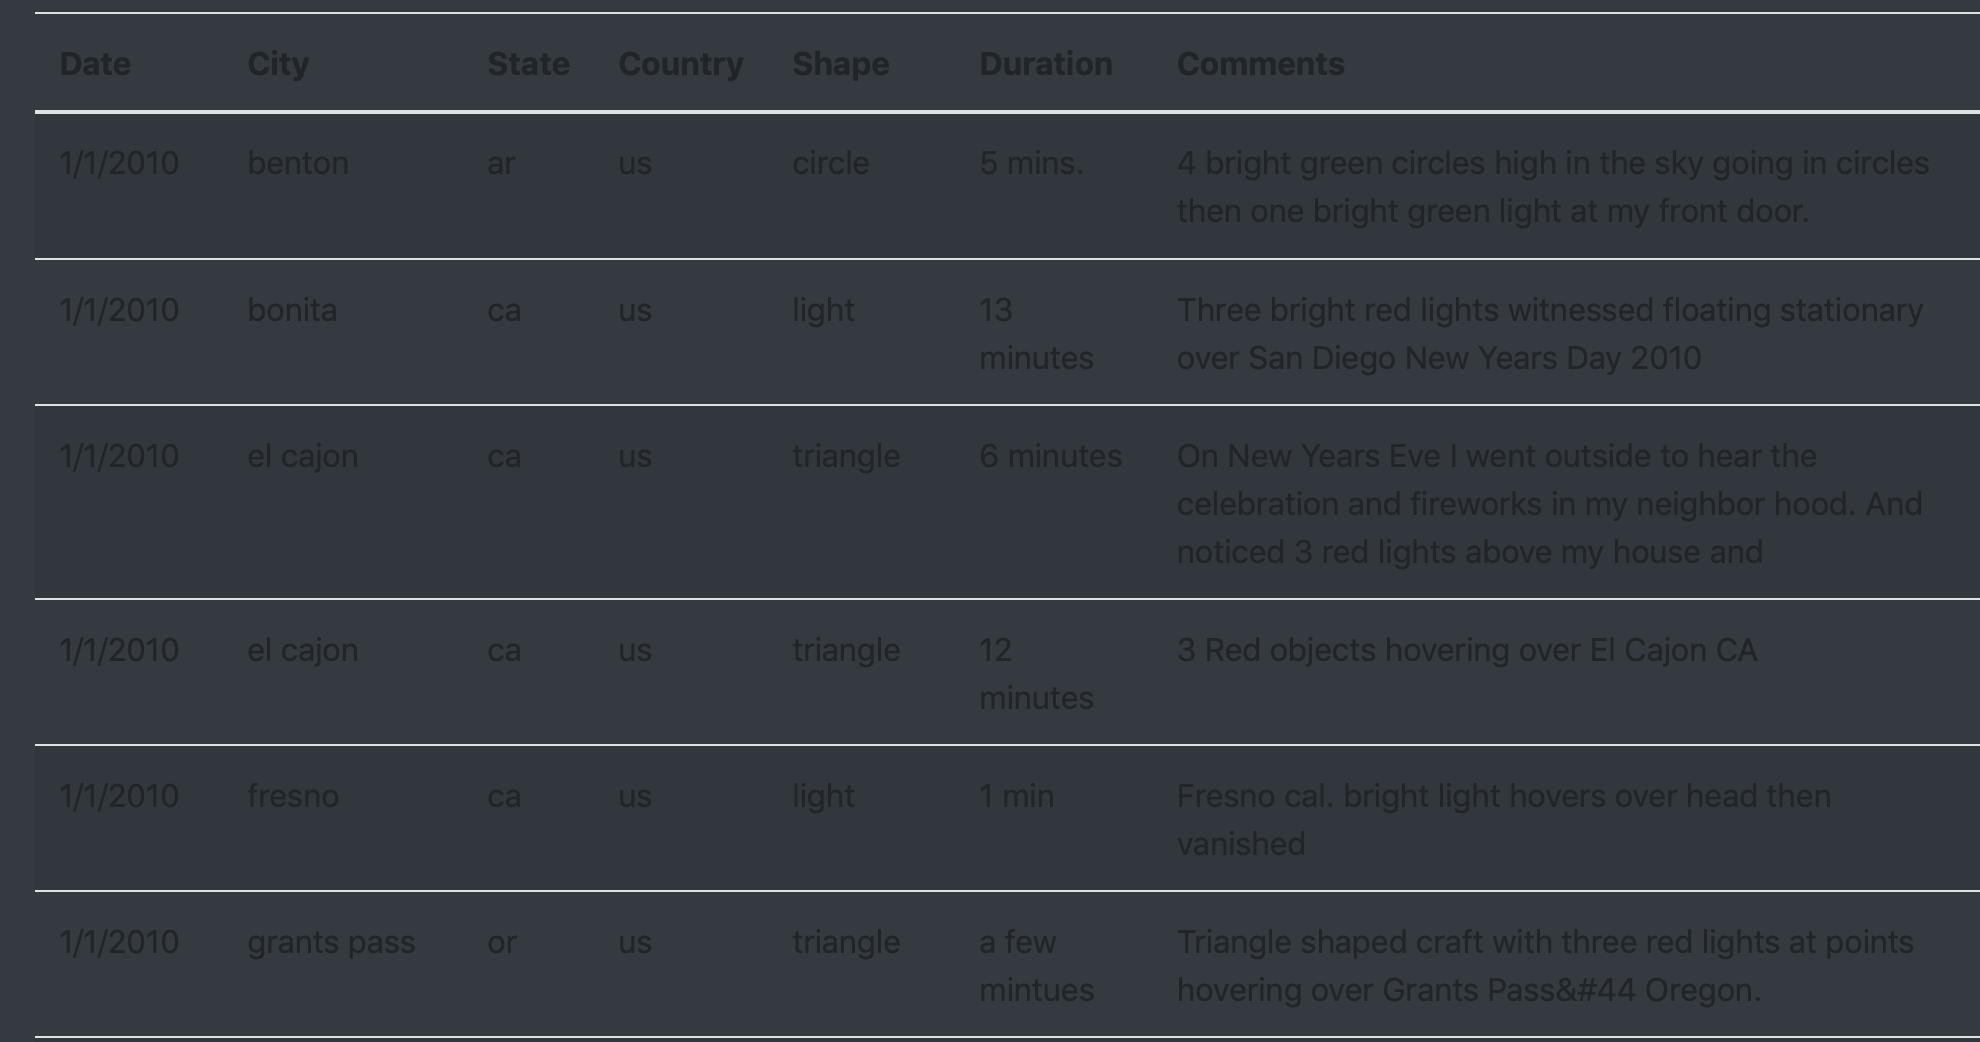 Date City State Country Shape Duration Comments
1/1/2010 benton ar us circle 5 mins. 4 bright green circles high in the sky going in circles
then one bright green light at my front door.
1/1/2010 bonita ca us light 13 Three bright red lights witnessed floating stationary
minutes over San Diego New Years Day 2010
1/1/2010 el cajon ca us triangle 6 minutes On New Years Eve I went outside to hear the
celebration and fireworks in my neighbor hood. And
noticed 3 red lights above my house and
1/1/2010 el cajon ca us triangle 12 3 Red objects hovering over El Cajon CA
minutes
1/1/2010 fresno ca us light 1 min Fresno cal. bright light hovers over head then
vanished
1/1/2010 grants pass or us triangle a few Triangle shaped craft with three red lights at points
mintues hovering over Grants Pass&#44 Oregon.